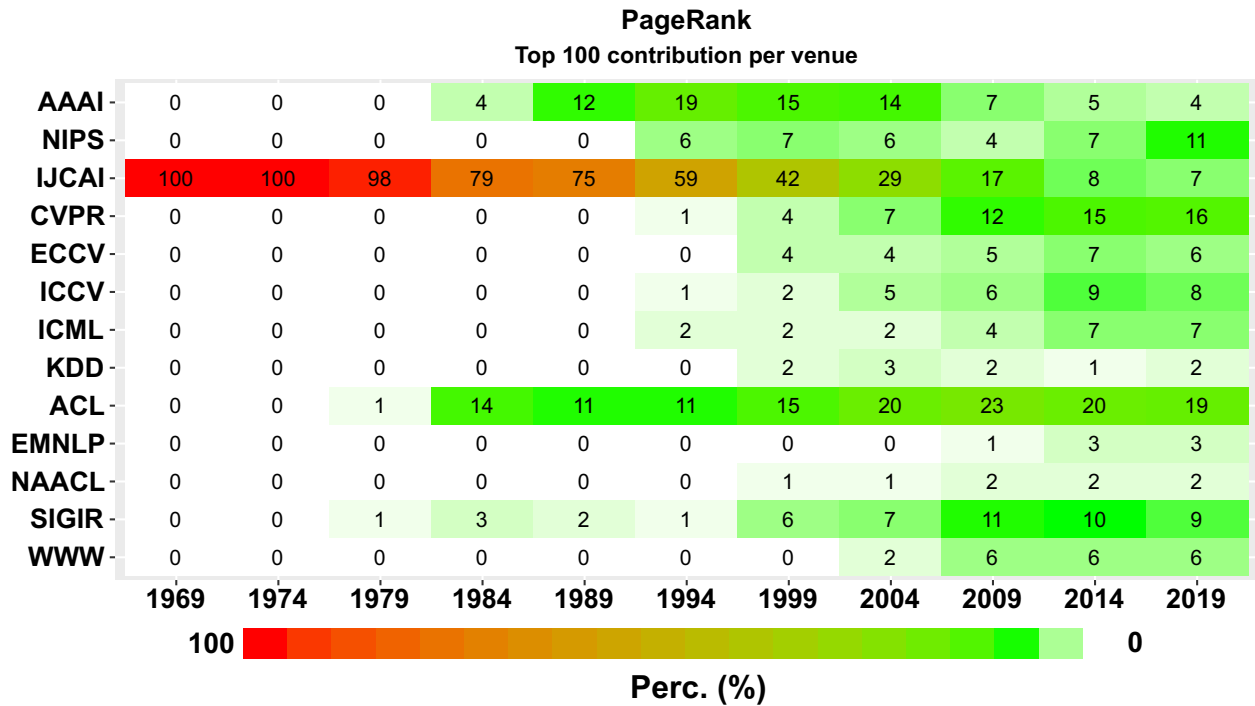 PageRank
Top 100 contribution per venue
AAAI 0 0 0 4 12 19 15 14 7 5 4
NIPS 0 0 0 0 0 6 7 6 4 7 11
IJCAI 100 100 98 79 75 59 42 29 17 8 7
CVPR 0 0 0 0 0 1 4 7 12 15 16
ECCV 0 0 0 0 0 0 4 4 5 7 6
ICCV 0 0 0 0 0 1 2 5 6 9 8
ICML 0 0 0 0 0 2 2 2 4 7 7
KDD 0 0 0 0 0 0 2 3 2 1 2
ACL 0 0 1 14 11 11 15 20 23 20 19
EMNLP 0 0 0 0 0 0 0 0 1 3 3
NAACL 0 0 0 0 0 0 1 1 2 2 2
SIGIR 0 0 1 3 2 1 6 7 11 10 9
WWW 0 0 0 0 0 0 0 2 6 6 6
1969 1974 1979 1984 1989 1994 1999 2004 2009 2014 2019
100 0
Perc. (%)